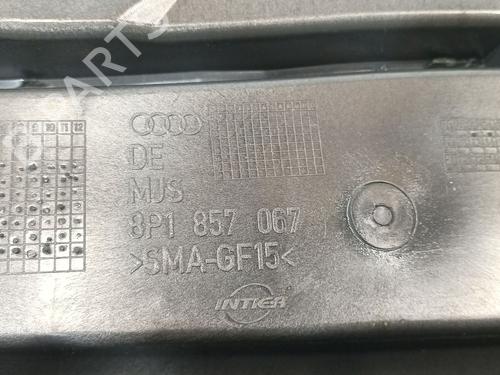 9 10 11 12
DE
MJS
8P1 857 067
>SMA-GF15<
INTIER